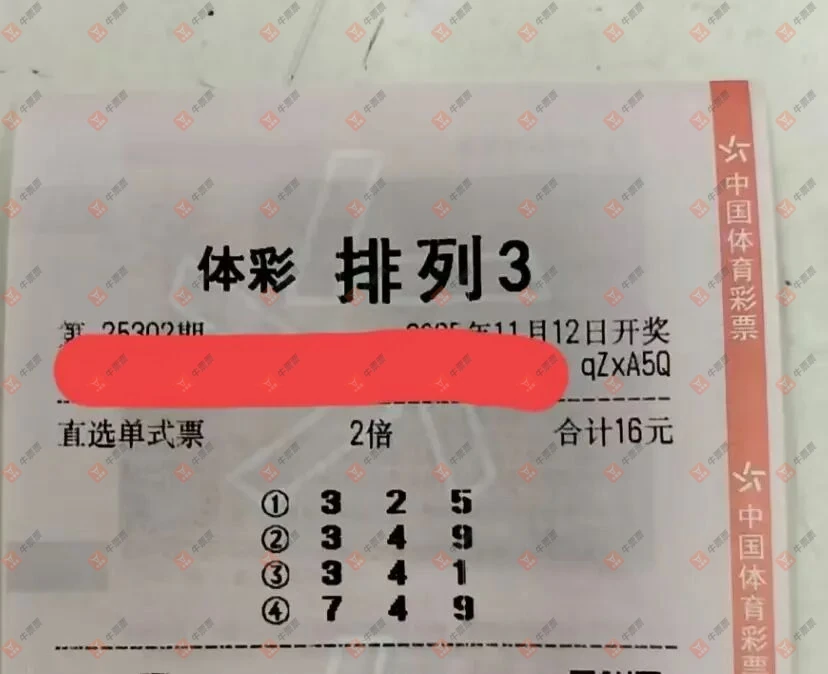 体彩 排列3
第 25302期 2025年11月12日开奖
qZxA5Q
直选单式票 2倍 合计16元
① 3 2 5
② 3 4 9
③ 3 4 1
④ 7 4 9
中国体育彩票
中国体育彩票
牛票票